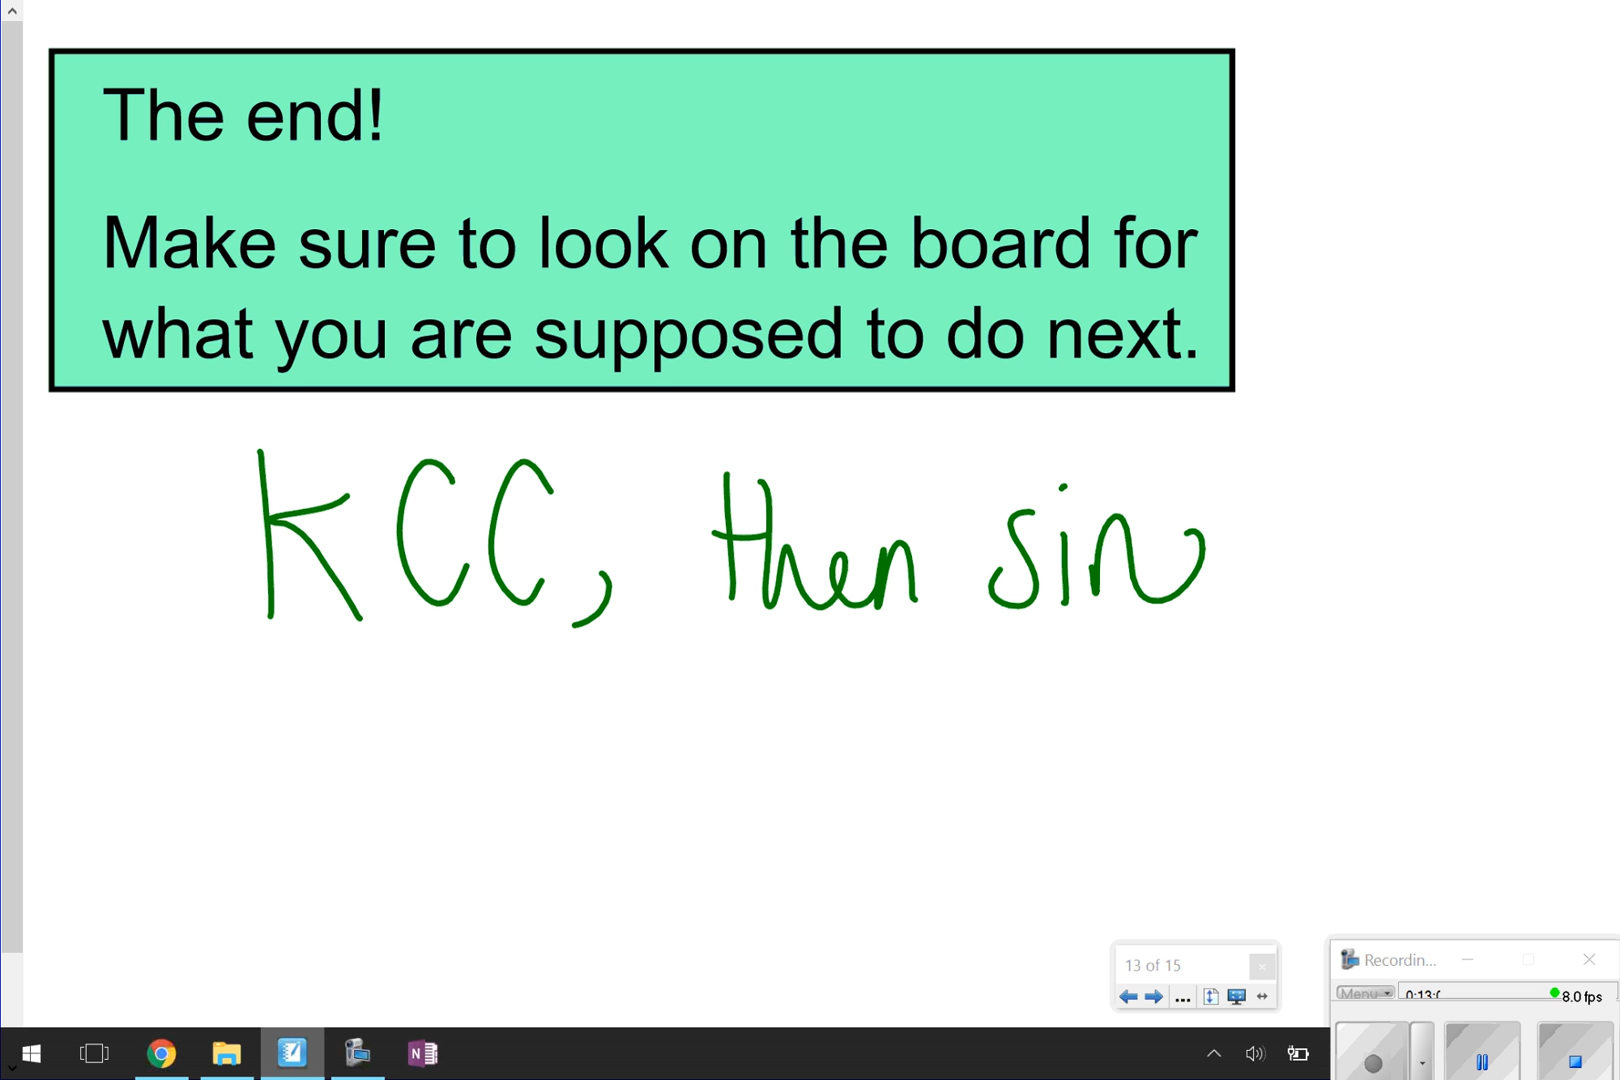 The end!
Make sure to look on the board for
what you are supposed to do next.
KCC, then sin
13 of 15
Recordin...
Menu
8.0 fps